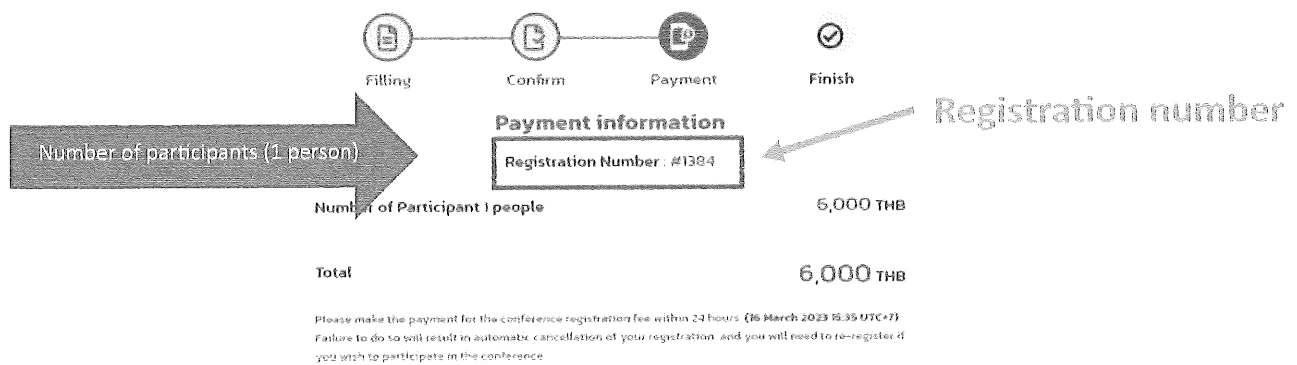 Filling
Confirm
Payment
Finish
Registration number
Payment information
Number of participants (1 person)
Registration Number : #1384
Number of Participant 1 people
6,000 THB
Total
6,000 THB
Please make the payment for the conference registration fee within 24 hours (16 March 2023 15:35 UTC+7)
Failure to do so will result in automatic cancellation of your registration and you will need to re-register if
you wish to participate in the conference